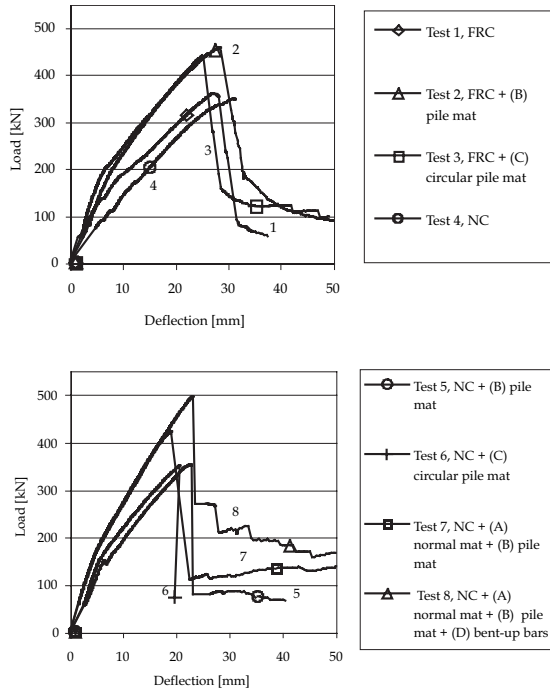 500
400
300
200
100
0
Load [kN]
0 10 20 30 40 50
Deflection [mm]
2
3
4
1
Test 1, FRC
Test 2, FRC + (B)
pile mat
Test 3, FRC + (C)
circular pile mat
Test 4, NC
500
400
300
200
100
0
Load [kN]
0 10 20 30 40 50
Deflection [mm]
8
7
6
5
Test 5, NC + (B) pile
mat
Test 6, NC + (C)
circular pile mat
Test 7, NC + (A)
normal mat + (B) pile
mat
Test 8, NC + (A)
normal mat + (B) pile
mat + (D) bent-up bars